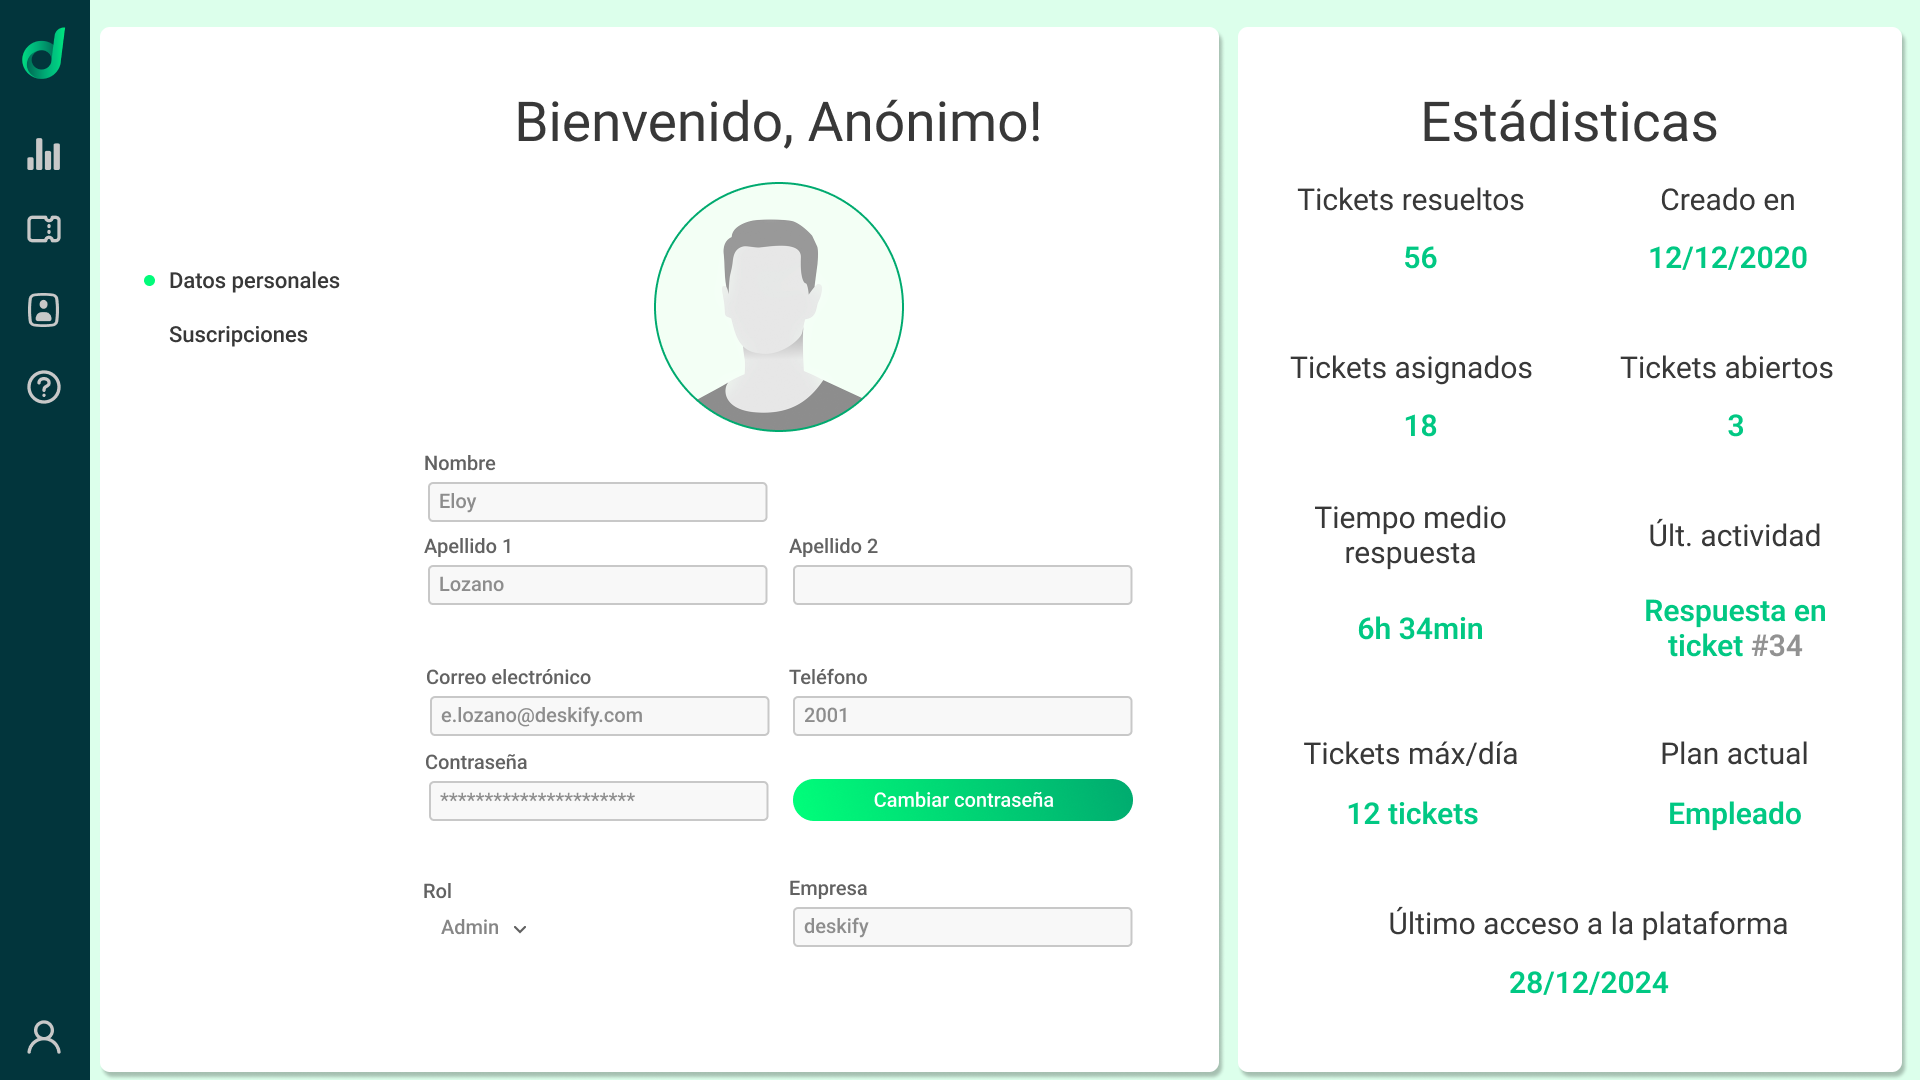 Bienvenido, Anónimo!
Datos personales
Suscripciones
Nombre
Eloy
Apellido 1
Apellido 2
Lozano
Correo electrónico
Teléfono
e.lozano@deskify.com
2001
Contraseña
**********************
Cambiar contraseña
Rol
Empresa
Admin
deskify
Estádisticas
Tickets resueltos
Creado en
56
12/12/2020
Tickets asignados
Tickets abiertos
18
3
Tiempo medio
respuesta
Últ. actividad
6h 34min
Respuesta en
ticket #34
Tickets máx/día
Plan actual
12 tickets
Empleado
Último acceso a la plataforma
28/12/2024